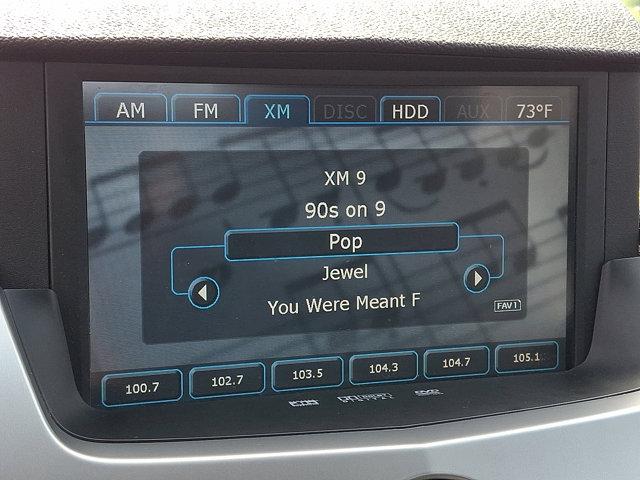 AM FM XM DISC HDD AUX 73°F
XM 9
90s on 9
Pop
Jewel
You Were Meant F
FAV1
100.7 102.7 103.5 104.3 104.7 105.1